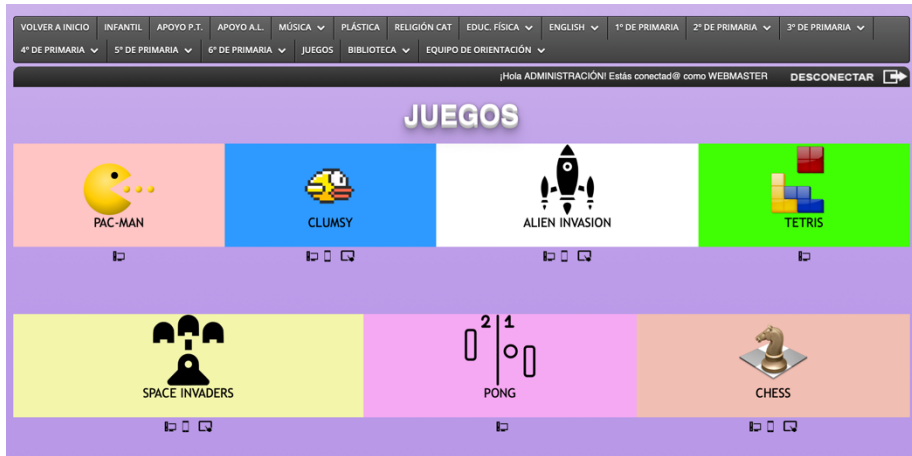 VOLVER A INICIO INFANTIL APOYO P.T. APOYO A.L. MÚSICA PLÁSTICA RELIGIÓN CAT EDUC. FÍSICA ENGLISH 1º DE PRIMARIA 2º DE PRIMARIA 3º DE PRIMARIA
4º DE PRIMARIA 5º DE PRIMARIA 6º DE PRIMARIA JUEGOS BIBLIOTECA EQUIPO DE ORIENTACIÓN
¡Hola ADMINISTRACIÓN! Estás conectad@ como WEBMASTER DESCONECTAR
JUEGOS
PAC-MAN CLUMSY ALIEN INVASION TETRIS
2 1
SPACE INVADERS PONG CHESS